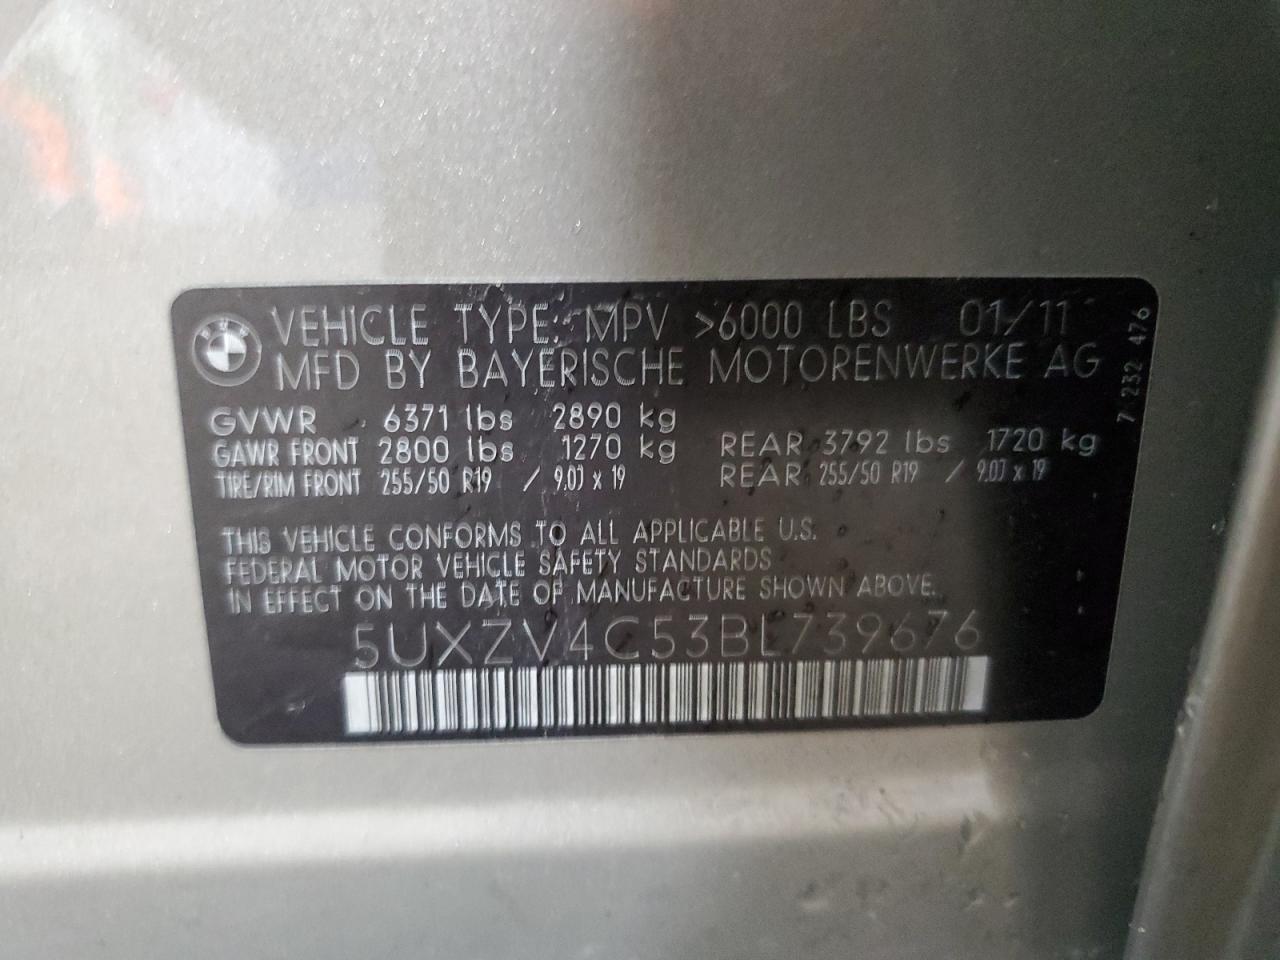 BMW
VEHICLE TYPE: MPV >6000 LBS 01/11
MFD BY BAYERISCHE MOTORENWERKE AG
GVWR 6371 lbs 2890 kg
GAWR FRONT 2800 lbs 1270 kg REAR 3792 lbs 1720 kg
TIRE/RIM FRONT 255/50 R19 / 9.0J x 19 REAR 255/50 R19 / 9.0J x 19
THIS VEHICLE CONFORMS TO ALL APPLICABLE U.S.
FEDERAL MOTOR VEHICLE SAFETY STANDARDS
IN EFFECT ON THE DATE OF MANUFACTURE SHOWN ABOVE.
5UXZV4C53BL739676
7 232 476